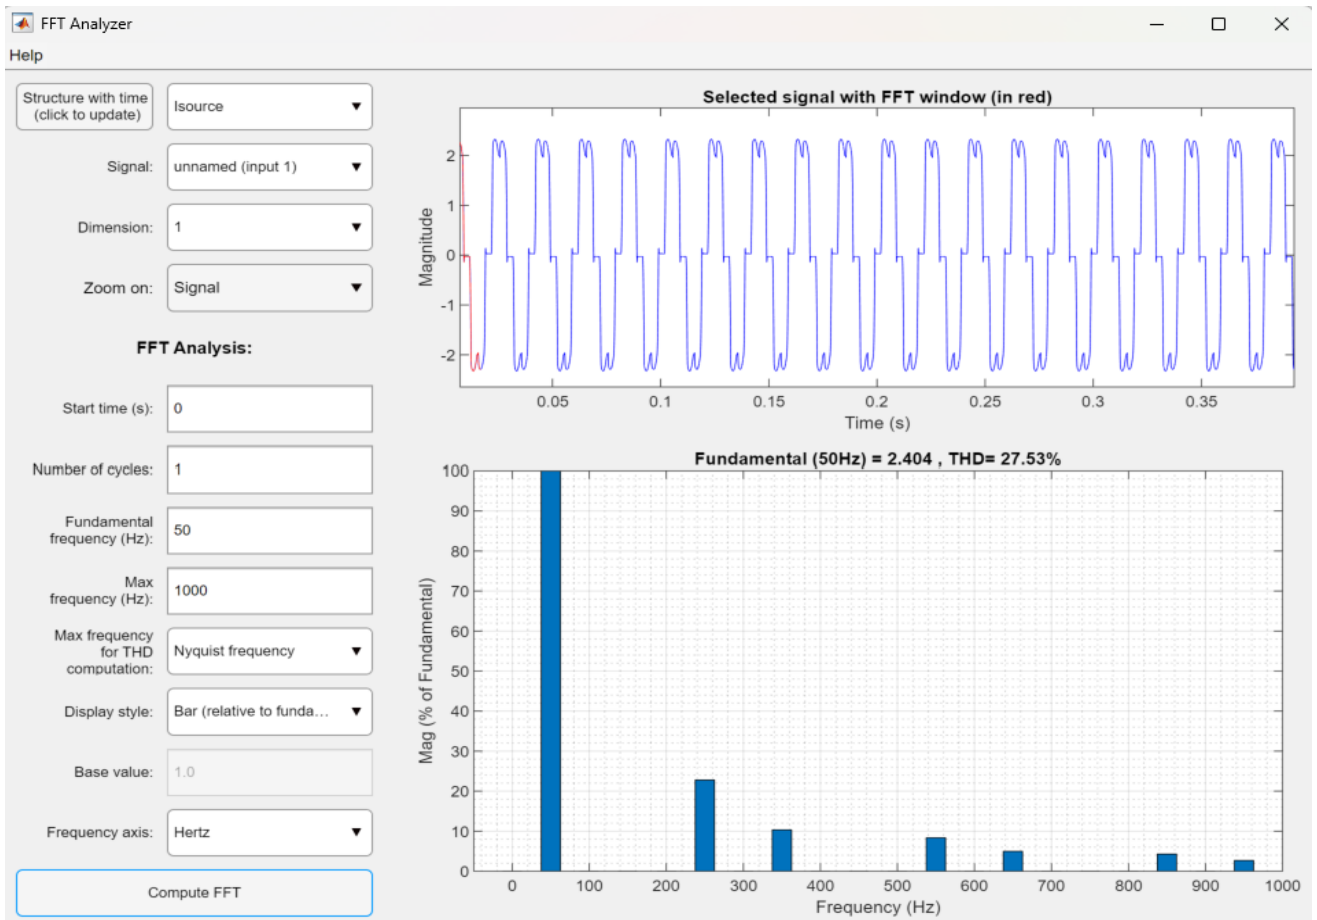 FFT Analyzer
Help
Structure with time
(click to update)
Isource
Signal:
unnamed (input 1)
Dimension:
1
Zoom on:
Signal
FFT Analysis:
Start time (s):
0
Number of cycles:
1
Fundamental
frequency (Hz):
50
Max
frequency (Hz):
1000
Max frequency
for THD
computation:
Nyquist frequency
Display style:
Bar (relative to funda...
Base value:
1.0
Frequency axis:
Hertz
Compute FFT
Selected signal with FFT window (in red)
Magnitude
2
1
0
-1
-2
0.05 0.1 0.15 0.2 0.25 0.3 0.35
Time (s)
Fundamental (50Hz) = 2.404 , THD= 27.53%
Mag (% of Fundamental)
100
90
80
70
60
50
40
30
20
10
0
0 100 200 300 400 500 600 700 800 900 1000
Frequency (Hz)